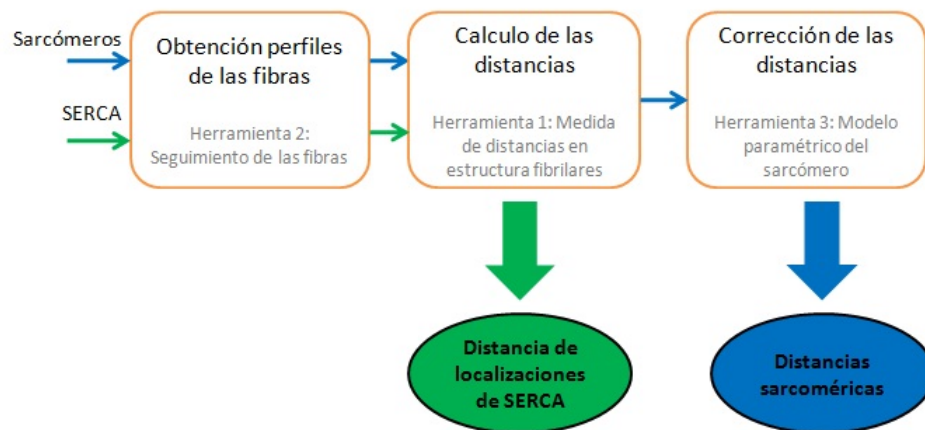 Sarcómeros
SERCA
Obtención perfiles
de las fibras
Herramienta 2:
Seguimiento de las fibras
Calculo de las
distancias
Herramienta 1: Medida
de distancias en
estructura fibrilares
Corrección de las
distancias
Herramienta 3: Modelo
paramétrico del
sarcómero
Distancia de
localizaciones
de SERCA
Distancias
sarcoméricas